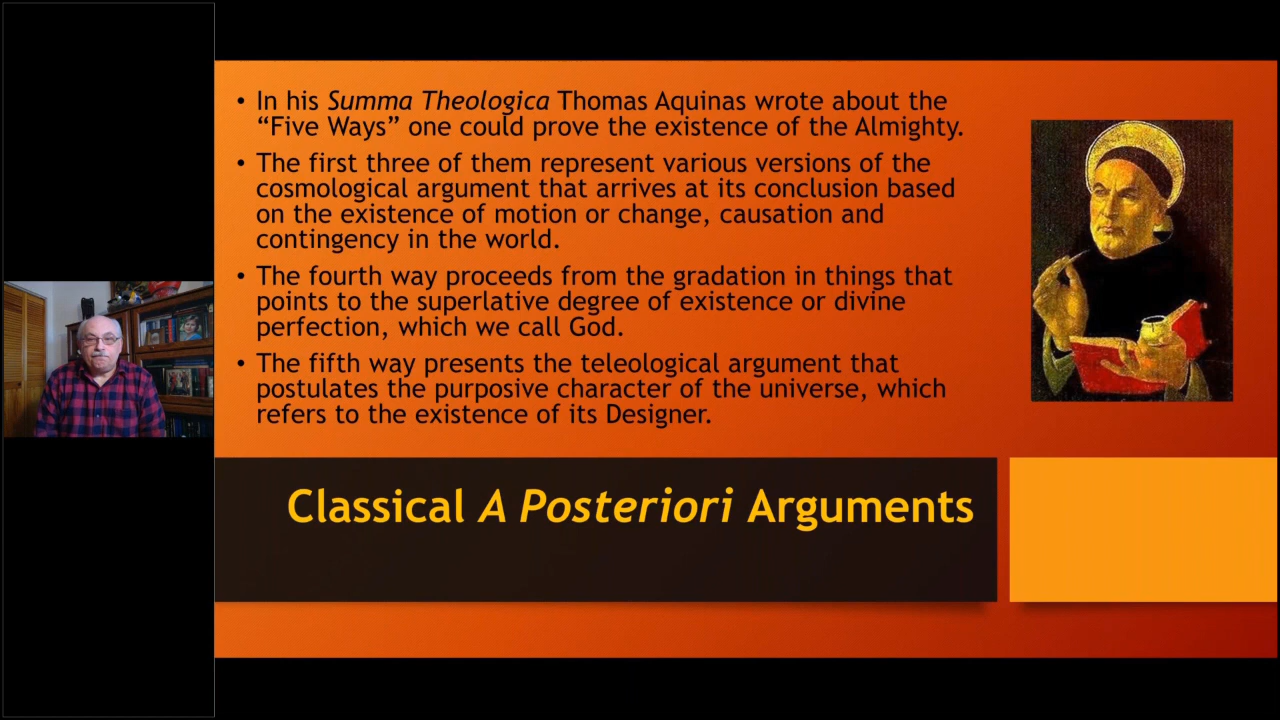 • In his Summa Theologica Thomas Aquinas wrote about the
“Five Ways” one could prove the existence of the Almighty.
• The first three of them represent various versions of the
cosmological argument that arrives at its conclusion based
on the existence of motion or change, causation and
contingency in the world.
• The fourth way proceeds from the gradation in things that
points to the superlative degree of existence or divine
perfection, which we call God.
• The fifth way presents the teleological argument that
postulates the purposive character of the universe, which
refers to the existence of its Designer.
Classical A Posteriori Arguments